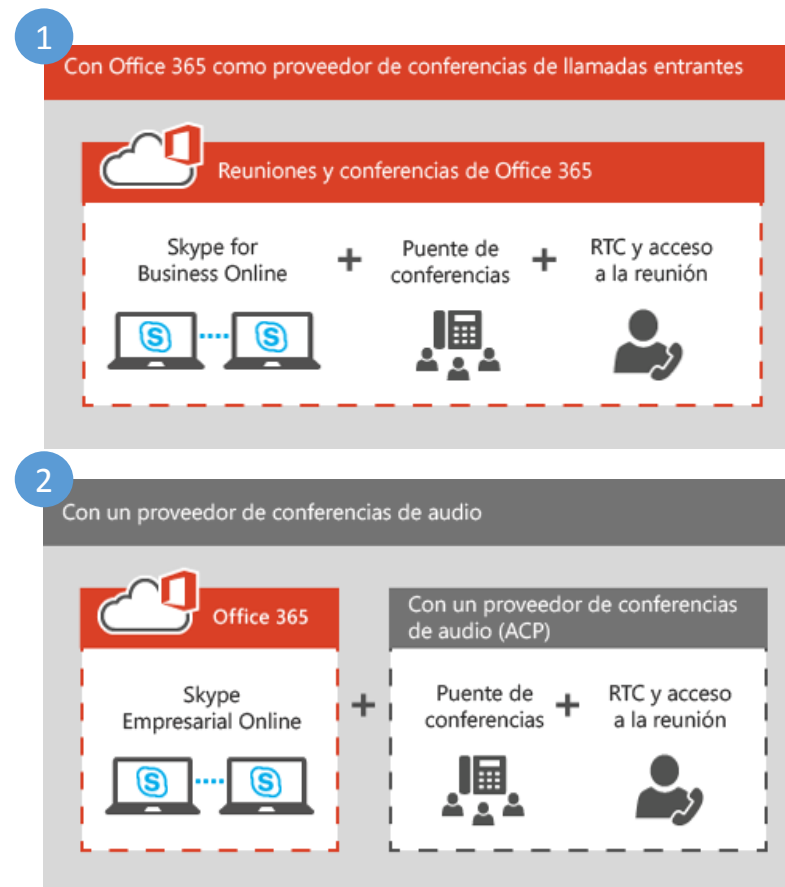 1
Con Office 365 como proveedor de conferencias de llamadas entrantes
Reuniones y conferencias de Office 365
Skype for
Business Online
+
Puente de
conferencias
+
RTC y acceso
a la reunión
S
S
2
Con un proveedor de conferencias de audio
Office 365
Skype
Empresarial Online
S
S
+
Con un proveedor de conferencias
de audio (ACP)
Puente de
conferencias
+
RTC y acceso
a la reunión